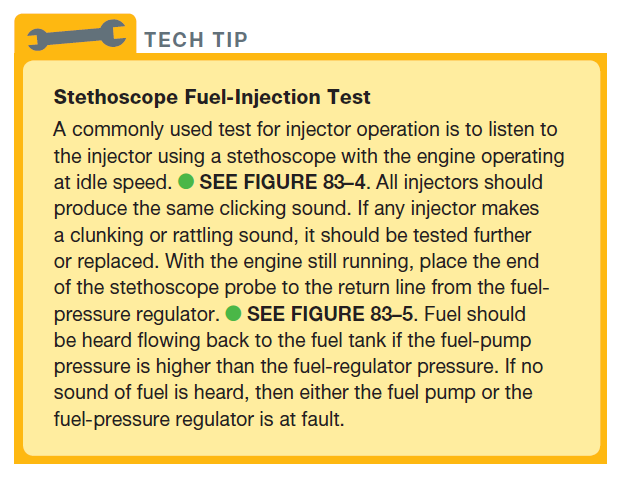 TECH TIP
Stethoscope Fuel-Injection Test
A commonly used test for injector operation is to listen to
the injector using a stethoscope with the engine operating
at idle speed. ● SEE FIGURE 83–4. All injectors should
produce the same clicking sound. If any injector makes
a clunking or rattling sound, it should be tested further
or replaced. With the engine still running, place the end
of the stethoscope probe to the return line from the fuel-
pressure regulator. ● SEE FIGURE 83–5. Fuel should
be heard flowing back to the fuel tank if the fuel-pump
pressure is higher than the fuel-regulator pressure. If no
sound of fuel is heard, then either the fuel pump or the
fuel-pressure regulator is at fault.